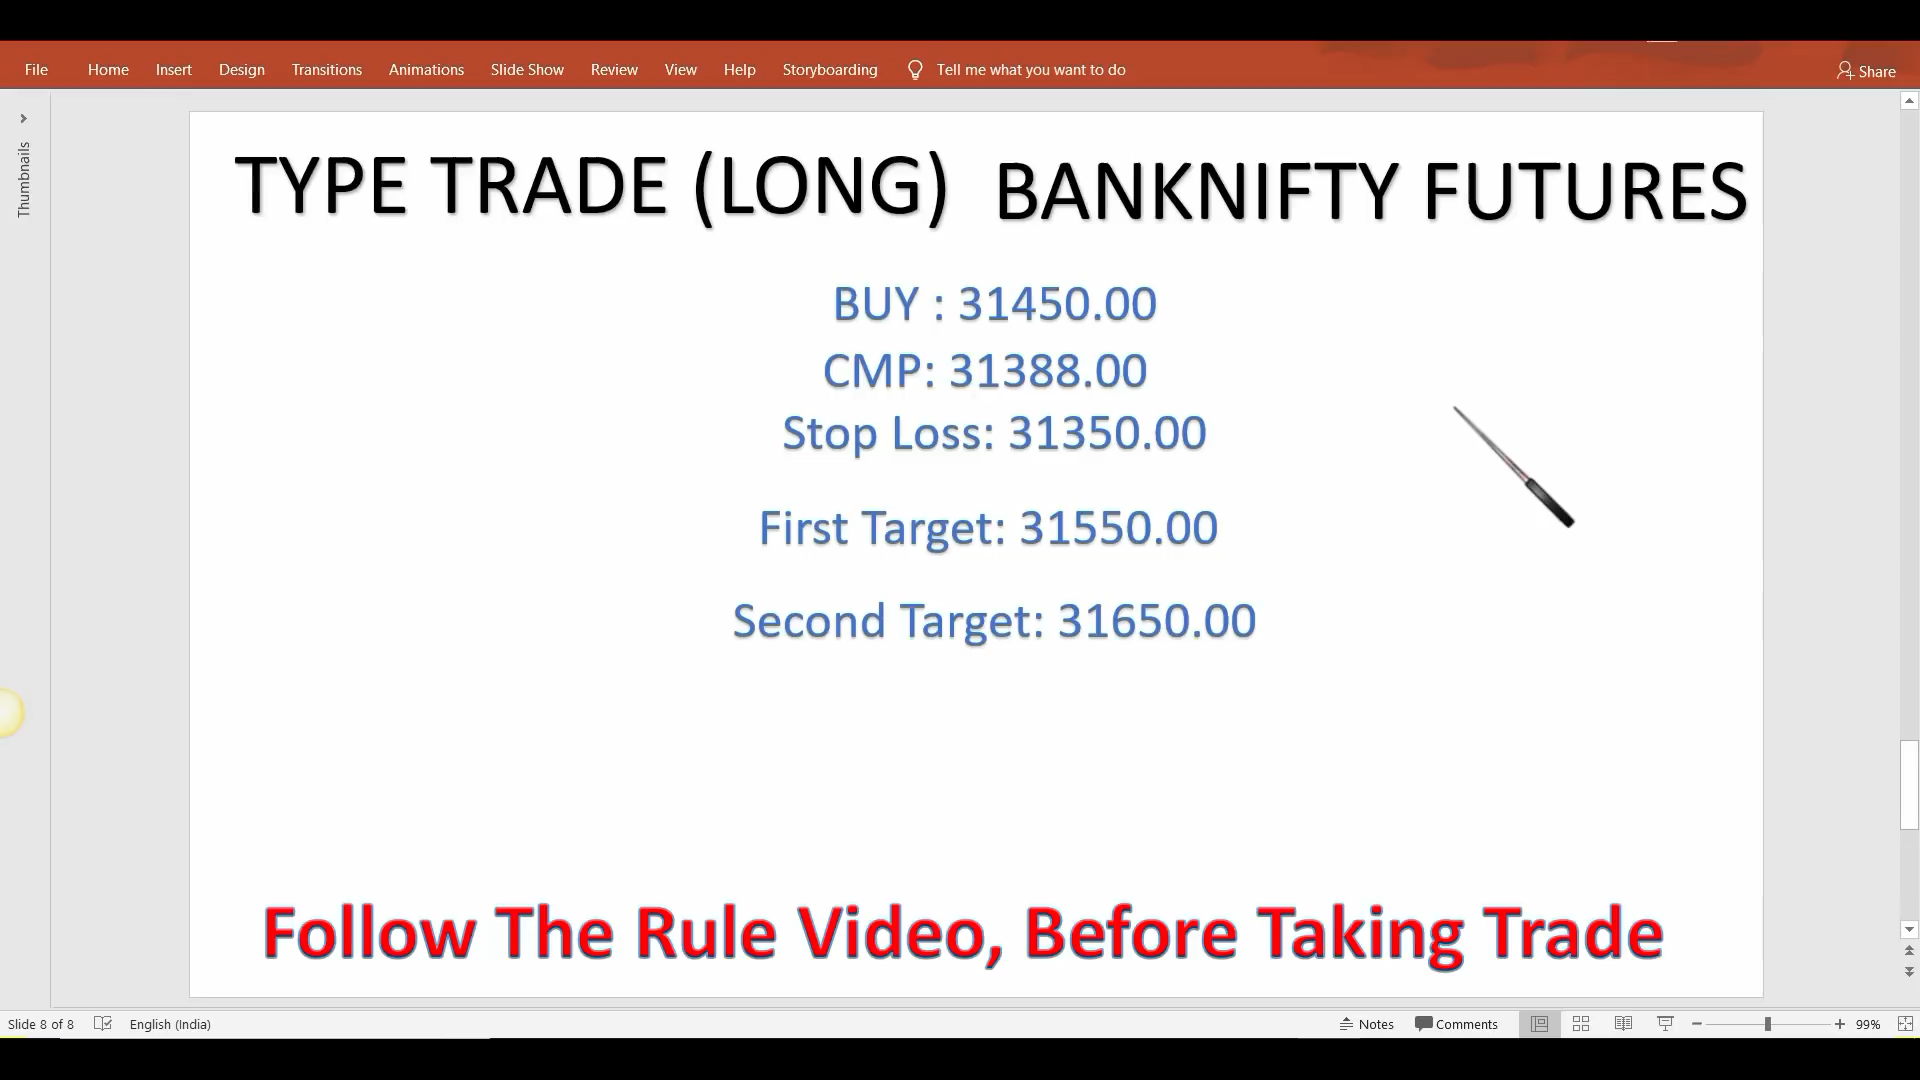 File Home Insert Design Transitions Animations Slide Show Review View Help Storyboarding Tell me what you want to do Share
Thumbnails
TYPE TRADE (LONG) BANKNIFTY FUTURES
BUY : 31450.00
CMP: 31388.00
Stop Loss: 31350.00
First Target: 31550.00
Second Target: 31650.00
Follow The Rule Video, Before Taking Trade
Slide 8 of 8 English (India) Notes Comments 99%